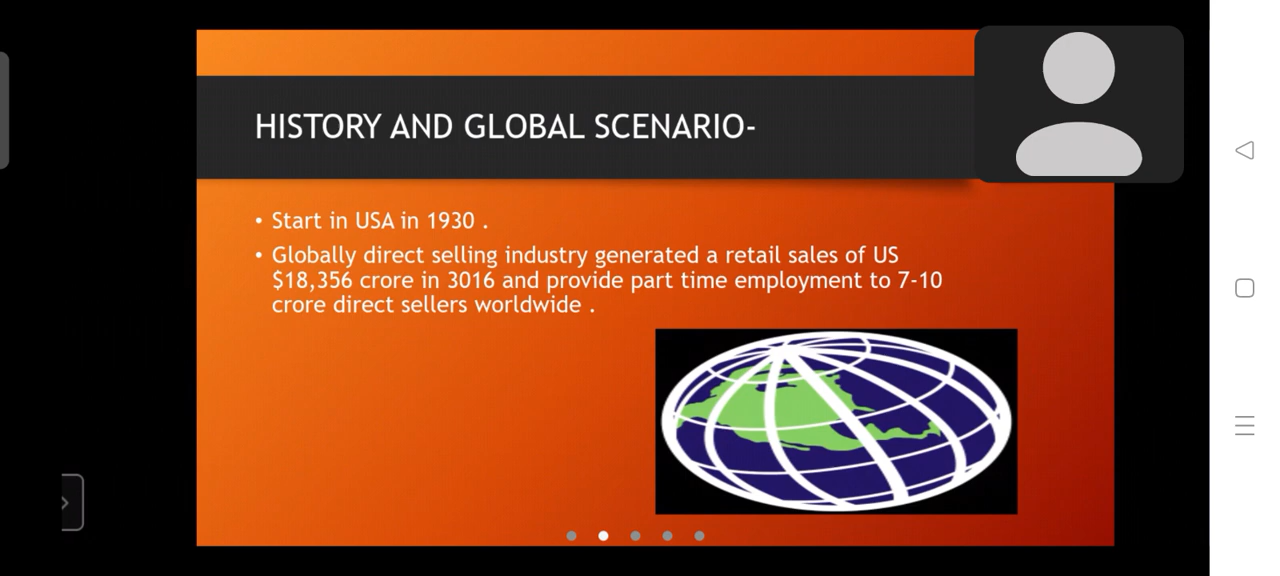 HISTORY AND GLOBAL SCENARIO-
• Start in USA in 1930 .
• Globally direct selling industry generated a retail sales of US
$18,356 crore in 3016 and provide part time employment to 7-10
crore direct sellers worldwide .